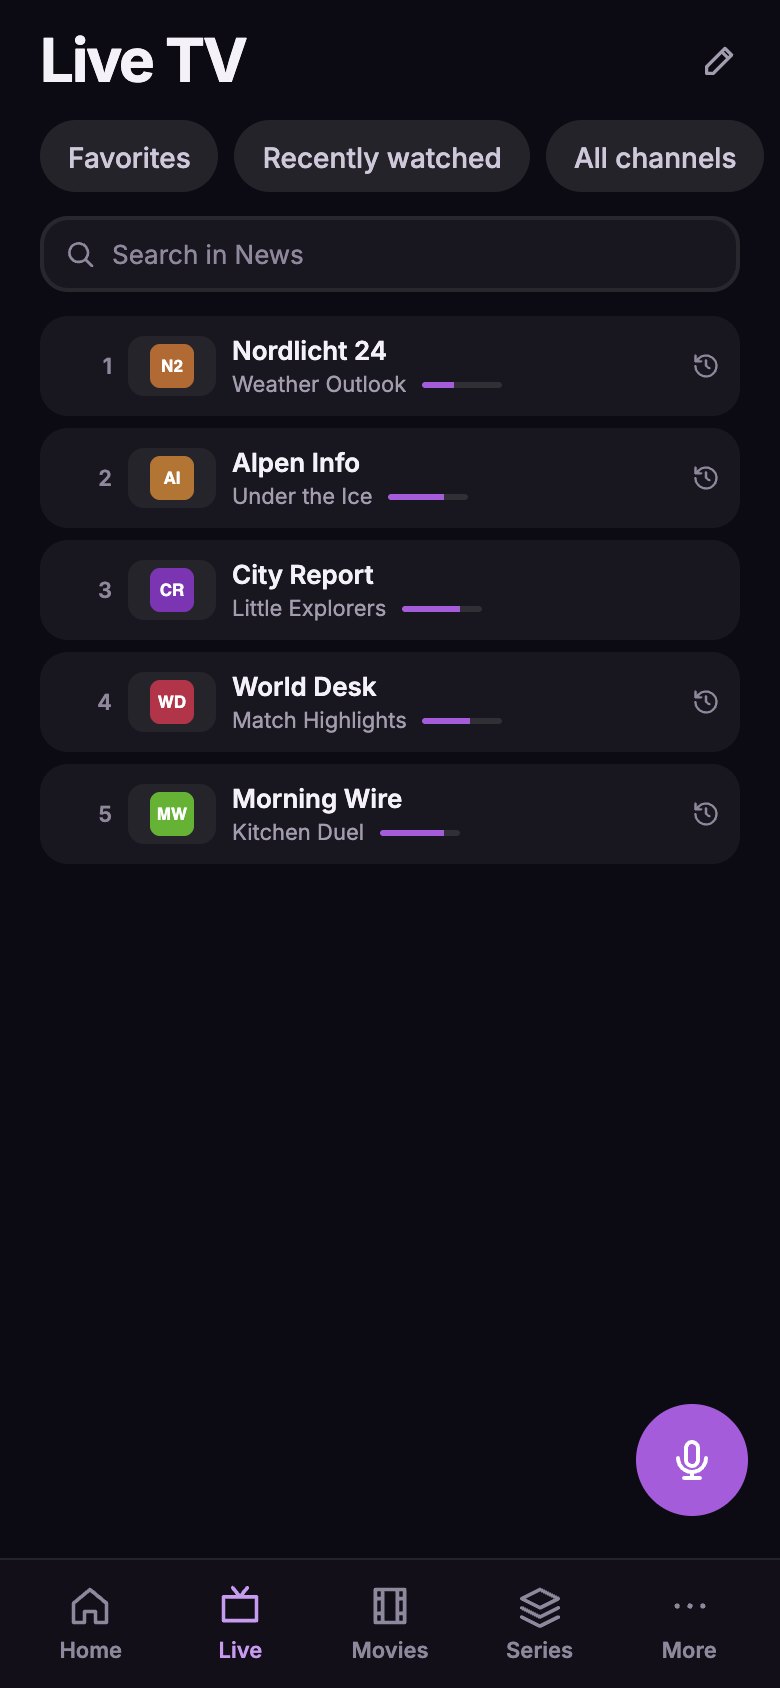 Live TV
Favorites
Recently watched
All channels
Search in News
1
N2
Nordlicht 24
Weather Outlook
2
AI
Alpen Info
Under the Ice
3
CR
City Report
Little Explorers
4
WD
World Desk
Match Highlights
5
MW
Morning Wire
Kitchen Duel
Home
Live
Movies
Series
More